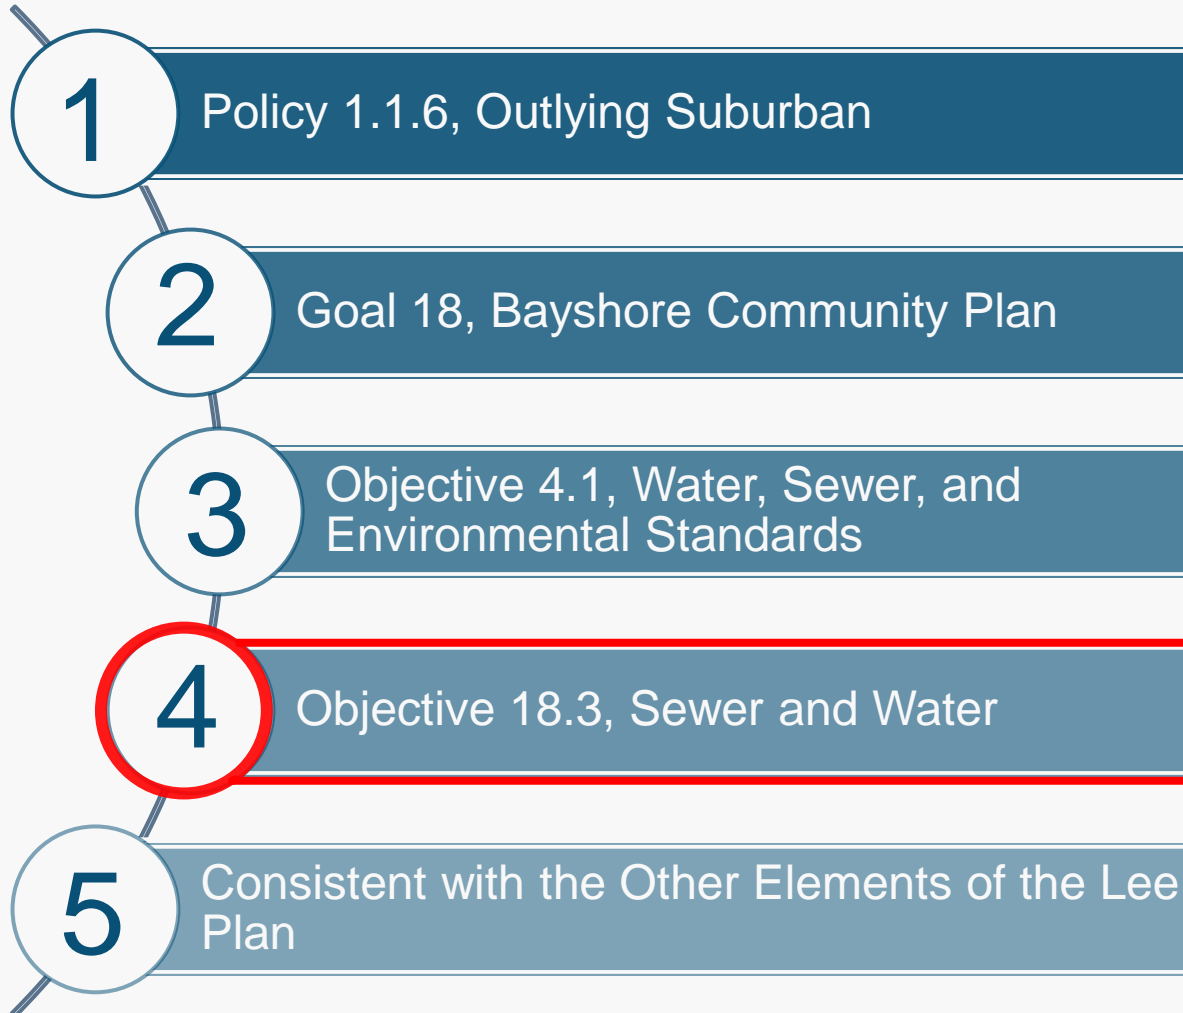 1
Policy 1.1.6, Outlying Suburban
2
Goal 18, Bayshore Community Plan
3
Objective 4.1, Water, Sewer, and
Environmental Standards
4
Objective 18.3, Sewer and Water
5
Consistent with the Other Elements of the Lee
Plan